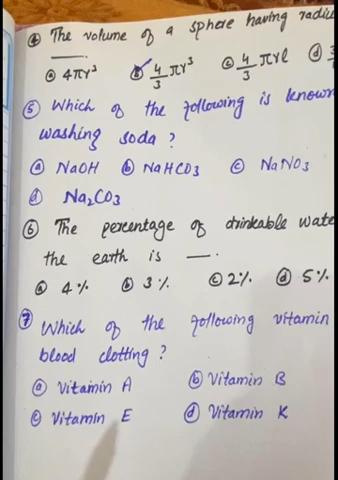 ④ The volume of a sphere having radius
ⓐ 4πr³ ⓑ 4/3 πr³ ⓒ 4/3 πrl ⓓ
⑤ Which of the following is known
washing soda?
ⓐ NaOH ⓑ NaHCO3 ⓒ NaNO3
ⓓ Na2CO3
⑥ The percentage of drinkable wate
the earth is —.
ⓐ 4% ⓑ 3% ⓒ 2% ⓓ 5%
⑦ Which of the following vitamin
blood clotting?
ⓐ Vitamin A ⓑ Vitamin B
ⓒ Vitamin E ⓓ Vitamin K